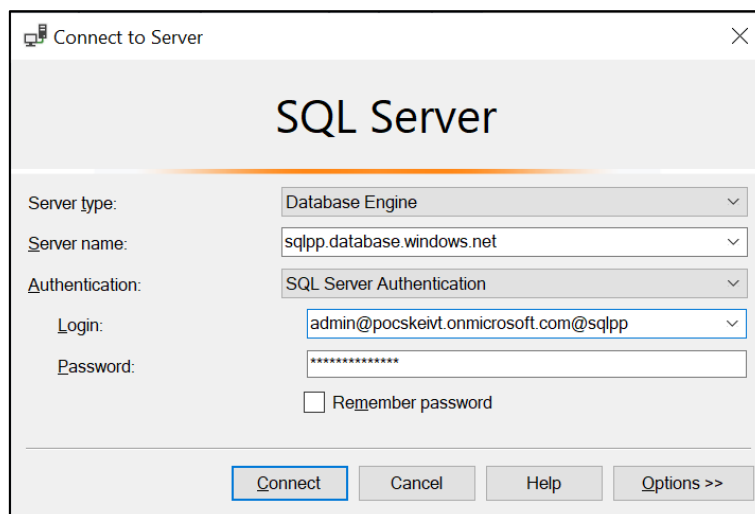 Connect to Server
SQL Server
Server type: Database Engine
Server name: sqlpp.database.windows.net
Authentication: SQL Server Authentication
Login: admin@pocskeivt.onmicrosoft.com@sqlpp
Password: **************
Remember password
Connect Cancel Help Options >>